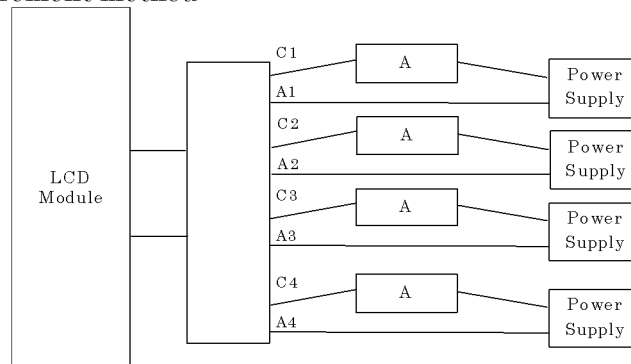 C1
A
Power
Supply
A1
C2
A
Power
Supply
A2
LCD
Module
C3
A
Power
Supply
A3
C4
A
Power
Supply
A4